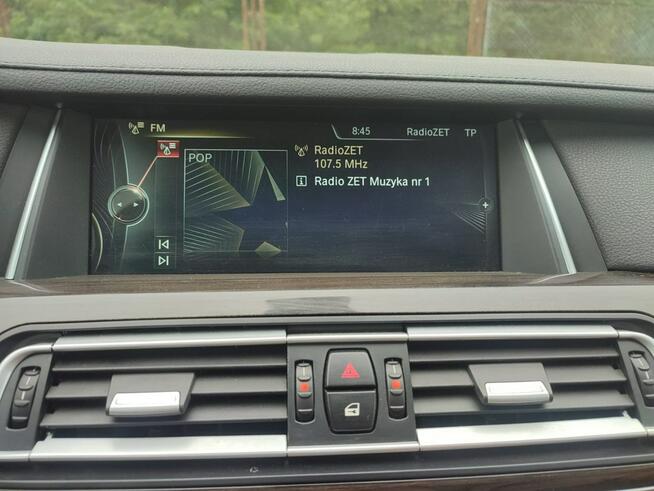 FM
8:45 RadioZET TP
POP
RadioZET
107.5 MHz
Radio ZET Muzyka nr 1